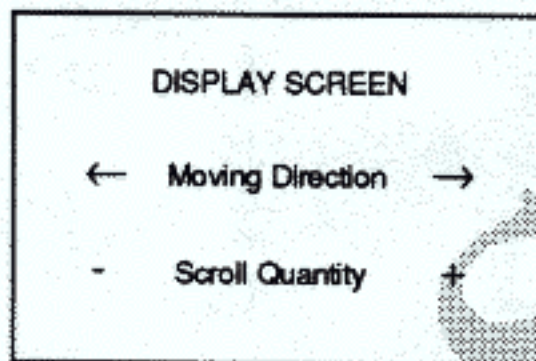 DISPLAY SCREEN
← Moving Direction →
- Scroll Quantity +